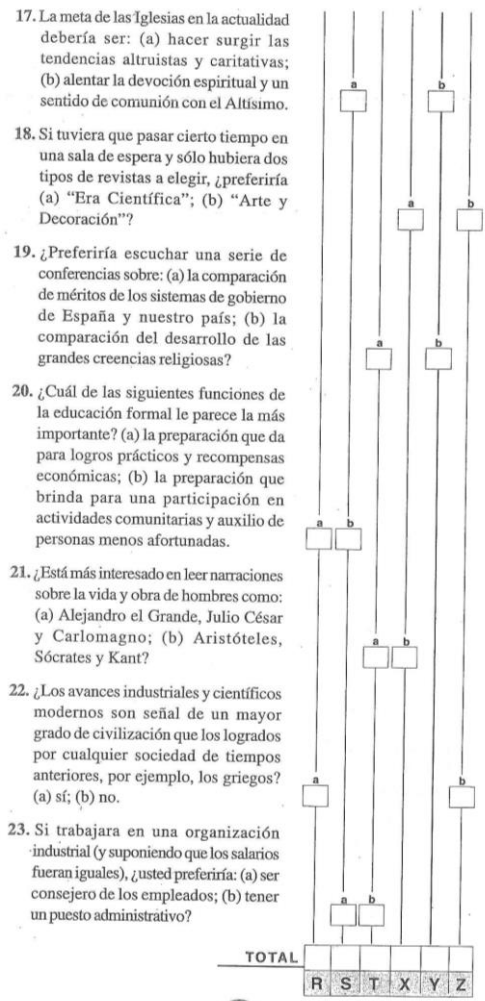 17. La meta de las Iglesias en la actualidad
debería ser: (a) hacer surgir las
tendencias altruistas y caritativas;
(b) alentar la devoción espiritual y un
sentido de comunión con el Altísimo.
a b
18. Si tuviera que pasar cierto tiempo en
una sala de espera y sólo hubiera dos
tipos de revistas a elegir, ¿preferiría
(a) “Era Científica”; (b) “Arte y
Decoración”?
a b
19. ¿Preferiría escuchar una serie de
conferencias sobre: (a) la comparación
de méritos de los sistemas de gobierno
de España y nuestro país; (b) la
comparación del desarrollo de las
grandes creencias religiosas?
a b
20. ¿Cuál de las siguientes funciones de
la educación formal le parece la más
importante? (a) la preparación que da
para logros prácticos y recompensas
económicas; (b) la preparación que
brinda para una participación en
actividades comunitarias y auxilio de
personas menos afortunadas.
a b
21. ¿Está más interesado en leer narraciones
sobre la vida y obra de hombres como:
(a) Alejandro el Grande, Julio César
y Carlomagno; (b) Aristóteles,
Sócrates y Kant?
a b
22. ¿Los avances industriales y científicos
modernos son señal de un mayor
grado de civilización que los logrados
por cualquier sociedad de tiempos
anteriores, por ejemplo, los griegos?
(a) sí; (b) no.
a b
23. Si trabajara en una organización
industrial (y suponiendo que los salarios
fueran iguales), ¿usted preferiría: (a) ser
consejero de los empleados; (b) tener
un puesto administrativo?
a b
TOTAL
R S T X Y Z